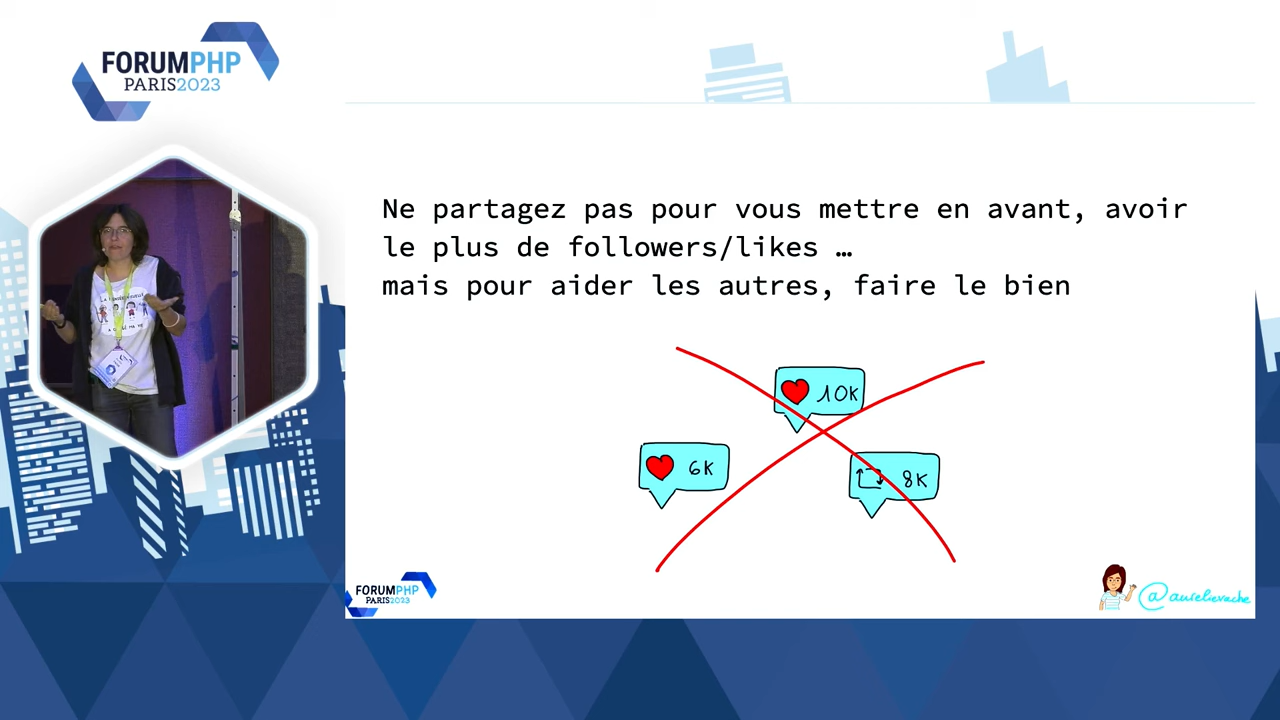 FORUMPHP
PARIS2023
Ne partagez pas pour vous mettre en avant, avoir
le plus de followers/likes …
mais pour aider les autres, faire le bien
10K
6K
8K
FORUMPHP
PARIS2023
@aurelievache